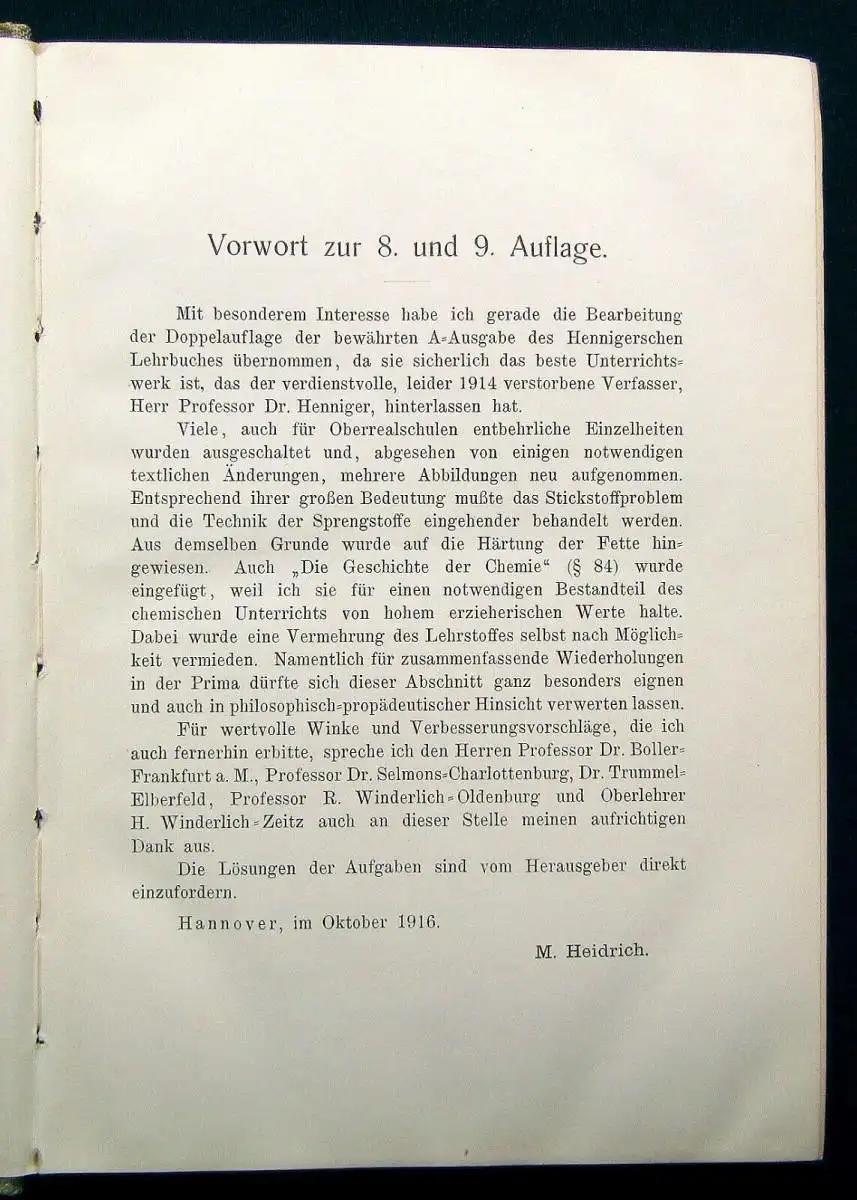 Vorwort zur 8. und 9. Auflage.
Mit besonderem Interesse habe ich gerade die Bearbeitung
der Doppelauflage der bewährten A=Ausgabe des Hennigerschen
Lehrbuches übernommen, da sie sicherlich das beste Unterrichts=
werk ist, das der verdienstvolle, leider 1914 verstorbene Verfasser,
Herr Professor Dr. Henniger, hinterlassen hat.
Viele, auch für Oberrealschulen entbehrliche Einzelheiten
wurden ausgeschaltet und, abgesehen von einigen notwendigen
textlichen Änderungen, mehrere Abbildungen neu aufgenommen.
Entsprechend ihrer großen Bedeutung mußte das Stickstoffproblem
und die Technik der Sprengstoffe eingehender behandelt werden.
Aus demselben Grunde wurde auf die Härtung der Fette hin=
gewiesen. Auch „Die Geschichte der Chemie“ (§ 84) wurde
eingefügt, weil ich sie für einen notwendigen Bestandteil des
chemischen Unterrichts von hohem erzieherischen Werte halte.
Dabei wurde eine Vermehrung des Lehrstoffes selbst nach Möglich=
keit vermieden. Namentlich für zusammenfassende Wiederholungen
in der Prima dürfte sich dieser Abschnitt ganz besonders eignen
und auch in philosophisch=propädeutischer Hinsicht verwerten lassen.
Für wertvolle Winke und Verbesserungsvorschläge, die ich
auch fernerhin erbitte, spreche ich den Herren Professor Dr. Boller=
Frankfurt a. M., Professor Dr. Selmons=Charlottenburg, Dr. Trummel=
Elberfeld, Professor R. Winderlich=Oldenburg und Oberlehrer
H. Winderlich=Zeitz auch an dieser Stelle meinen aufrichtigen
Dank aus.
Die Lösungen der Aufgaben sind vom Herausgeber direkt
einzufordern.
Hannover, im Oktober 1916.
M. Heidrich.